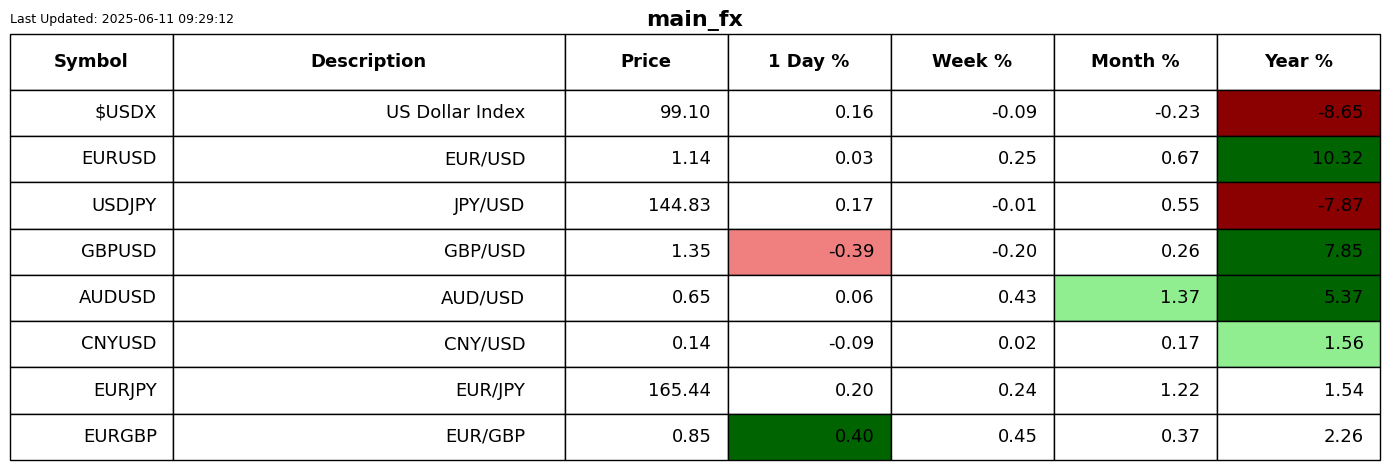 Last Updated: 2025-06-11 09:29:12
main_fx
Symbol Description Price 1 Day % Week % Month % Year %
$USDX US Dollar Index 99.10 0.16 -0.09 -0.23 -8.65
EURUSD EUR/USD 1.14 0.03 0.25 0.67 10.32
USDJPY JPY/USD 144.83 0.17 -0.01 0.55 -7.87
GBPUSD GBP/USD 1.35 -0.39 -0.20 0.26 7.85
AUDUSD AUD/USD 0.65 0.06 0.43 1.37 5.37
CNYUSD CNY/USD 0.14 -0.09 0.02 0.17 1.56
EURJPY EUR/JPY 165.44 0.20 0.24 1.22 1.54
EURGBP EUR/GBP 0.85 0.40 0.45 0.37 2.26